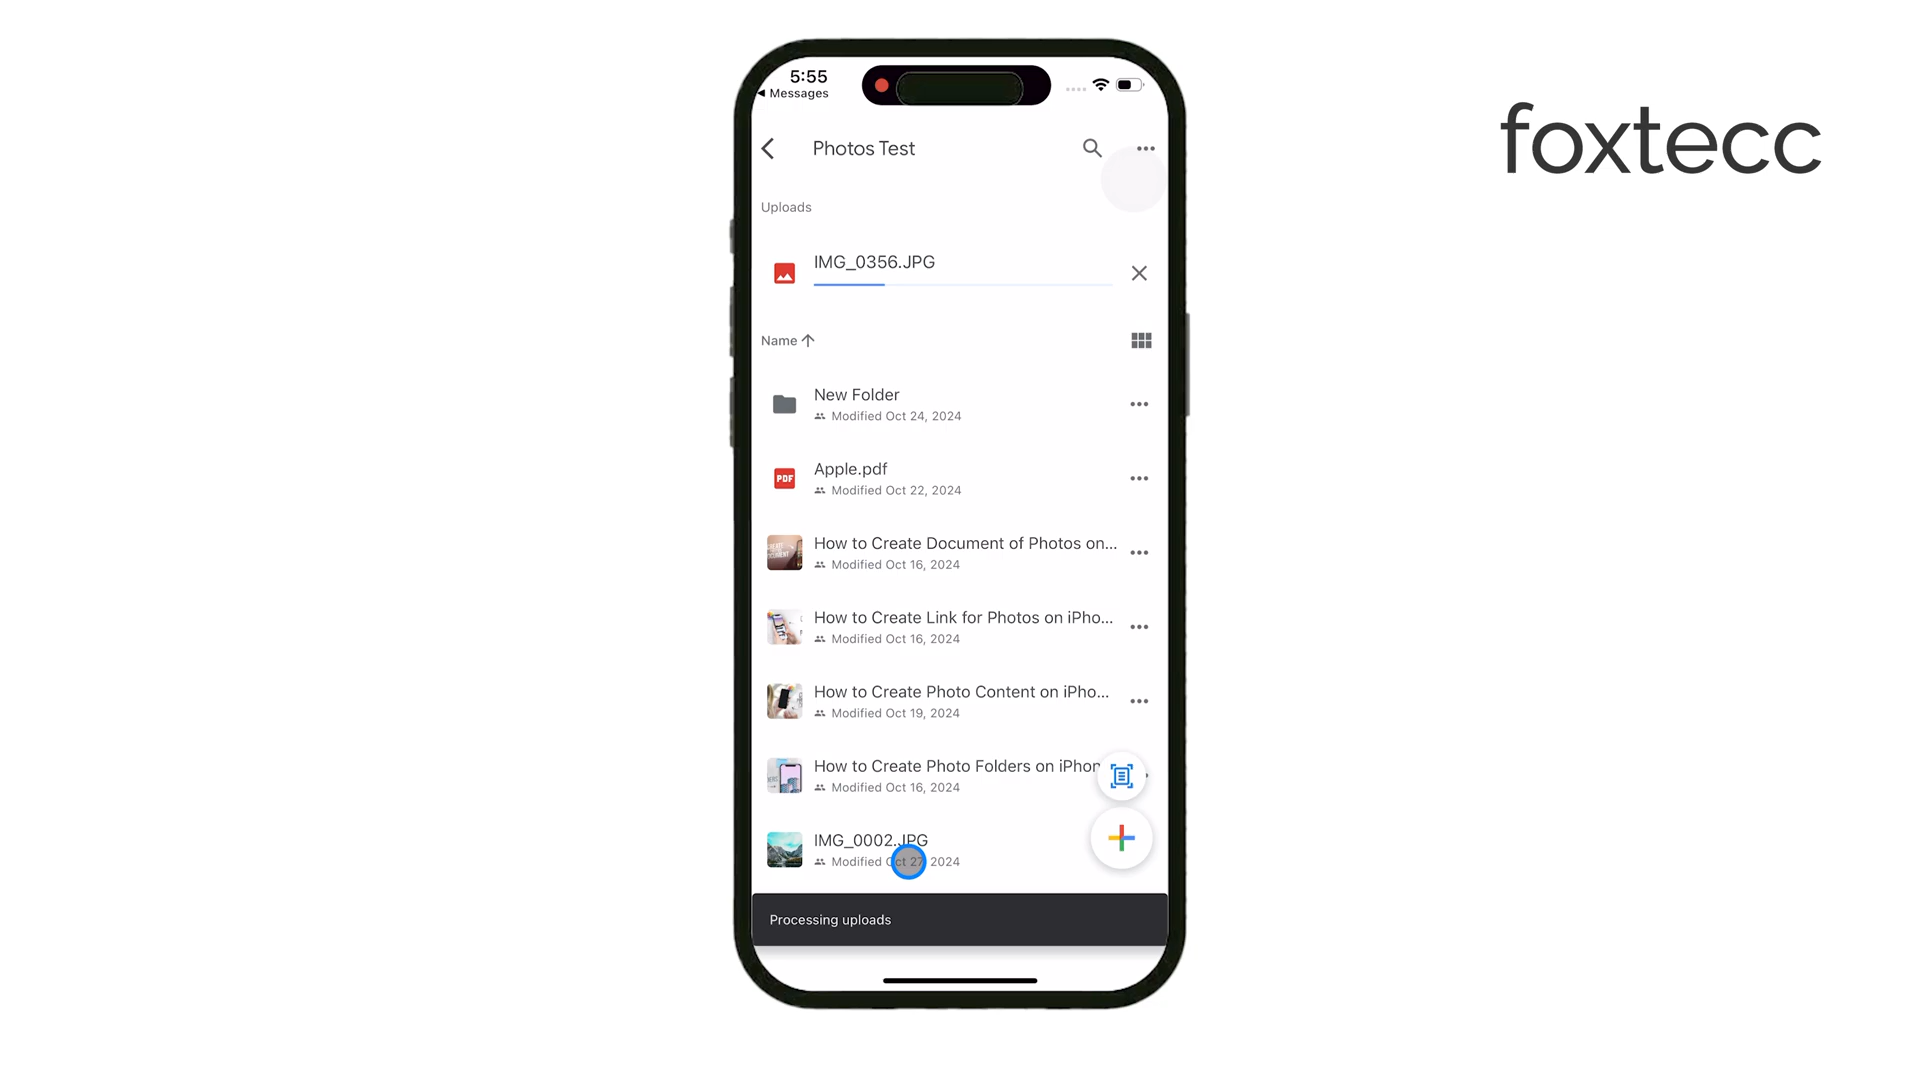 foxtecc
5:55
Messages
Photos Test
Uploads
IMG_0356.JPG
Name
New Folder
Modified Oct 24, 2024
PDF
Apple.pdf
Modified Oct 22, 2024
How to Create Document of Photos on...
Modified Oct 16, 2024
How to Create Link for Photos on iPho...
Modified Oct 16, 2024
How to Create Photo Content on iPho...
Modified Oct 19, 2024
How to Create Photo Folders on iPhon
Modified Oct 16, 2024
IMG_0002.JPG
Modified Oct 27, 2024
Processing uploads